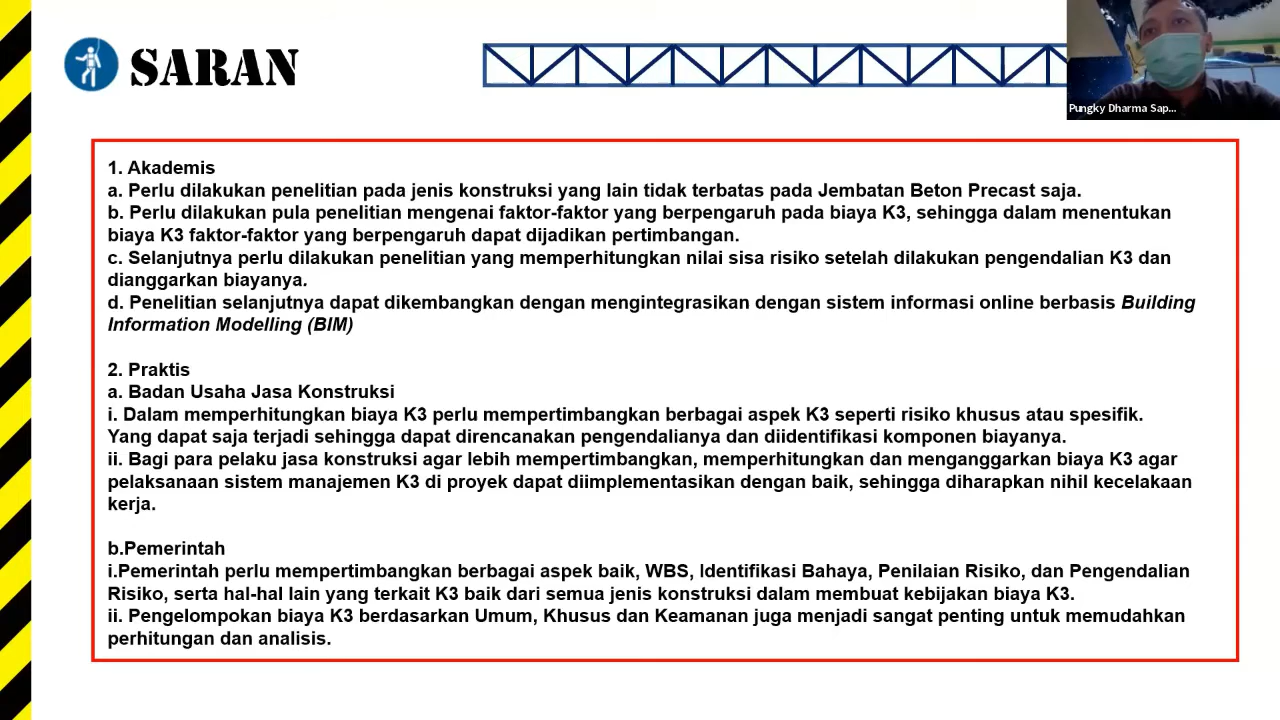 SARAN
Pungky Dharma Sap...
1. Akademis
a. Perlu dilakukan penelitian pada jenis konstruksi yang lain tidak terbatas pada Jembatan Beton Precast saja.
b. Perlu dilakukan pula penelitian mengenai faktor-faktor yang berpengaruh pada biaya K3, sehingga dalam menentukan
biaya K3 faktor-faktor yang berpengaruh dapat dijadikan pertimbangan.
c. Selanjutnya perlu dilakukan penelitian yang memperhitungkan nilai sisa risiko setelah dilakukan pengendalian K3 dan
dianggarkan biayanya.
d. Penelitian selanjutnya dapat dikembangkan dengan mengintegrasikan dengan sistem informasi online berbasis Building
Information Modelling (BIM)
2. Praktis
a. Badan Usaha Jasa Konstruksi
i. Dalam memperhitungkan biaya K3 perlu mempertimbangkan berbagai aspek K3 seperti risiko khusus atau spesifik.
Yang dapat saja terjadi sehingga dapat direncanakan pengendalianya dan diidentifikasi komponen biayanya.
ii. Bagi para pelaku jasa konstruksi agar lebih mempertimbangkan, memperhitungkan dan menganggarkan biaya K3 agar
pelaksanaan sistem manajemen K3 di proyek dapat diimplementasikan dengan baik, sehingga diharapkan nihil kecelakaan
kerja.
b.Pemerintah
i.Pemerintah perlu mempertimbangkan berbagai aspek baik, WBS, Identifikasi Bahaya, Penilaian Risiko, dan Pengendalian
Risiko, serta hal-hal lain yang terkait K3 baik dari semua jenis konstruksi dalam membuat kebijakan biaya K3.
ii. Pengelompokan biaya K3 berdasarkan Umum, Khusus dan Keamanan juga menjadi sangat penting untuk memudahkan
perhitungan dan analisis.